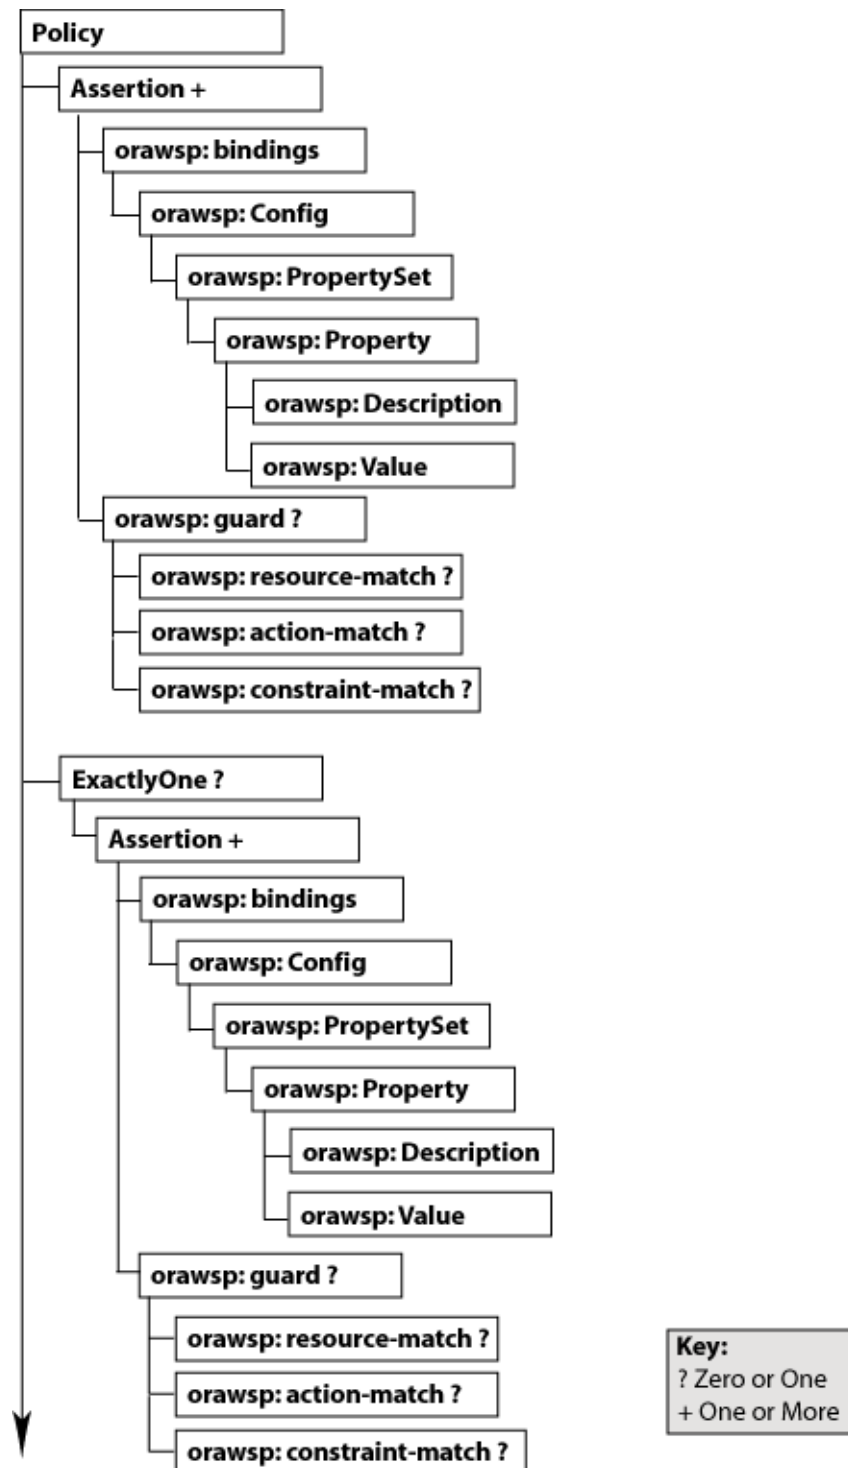 Policy
Assertion +
orawsp: bindings
orawsp: Config
orawsp: PropertySet
orawsp: Property
orawsp: Description
orawsp: Value
orawsp: guard ?
orawsp: resource-match ?
orawsp: action-match ?
orawsp: constraint-match ?
ExactlyOne ?
Assertion +
orawsp: bindings
orawsp: Config
orawsp: PropertySet
orawsp: Property
orawsp: Description
orawsp: Value
orawsp: guard ?
orawsp: resource-match ?
orawsp: action-match ?
orawsp: constraint-match ?
Key:
? Zero or One
+ One or More